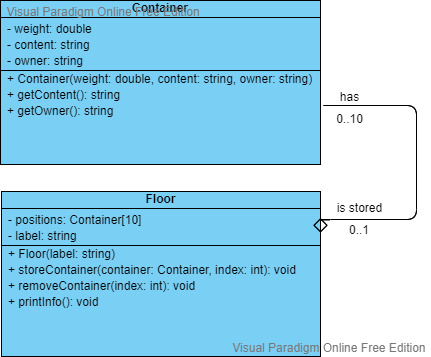 Visual Paradigm Online Free Edition
Container
- weight: double
- content: string
- owner: string
+ Container(weight: double, content: string, owner: string)
+ getContent(): string
+ getOwner(): string
has
0..10
Floor
- positions: Container[10]
- label: string
is stored
0..1
+ Floor(label: string)
+ storeContainer(container: Container, index: int): void
+ removeContainer(index: int): void
+ printInfo(): void
Visual Paradigm Online Free Edition